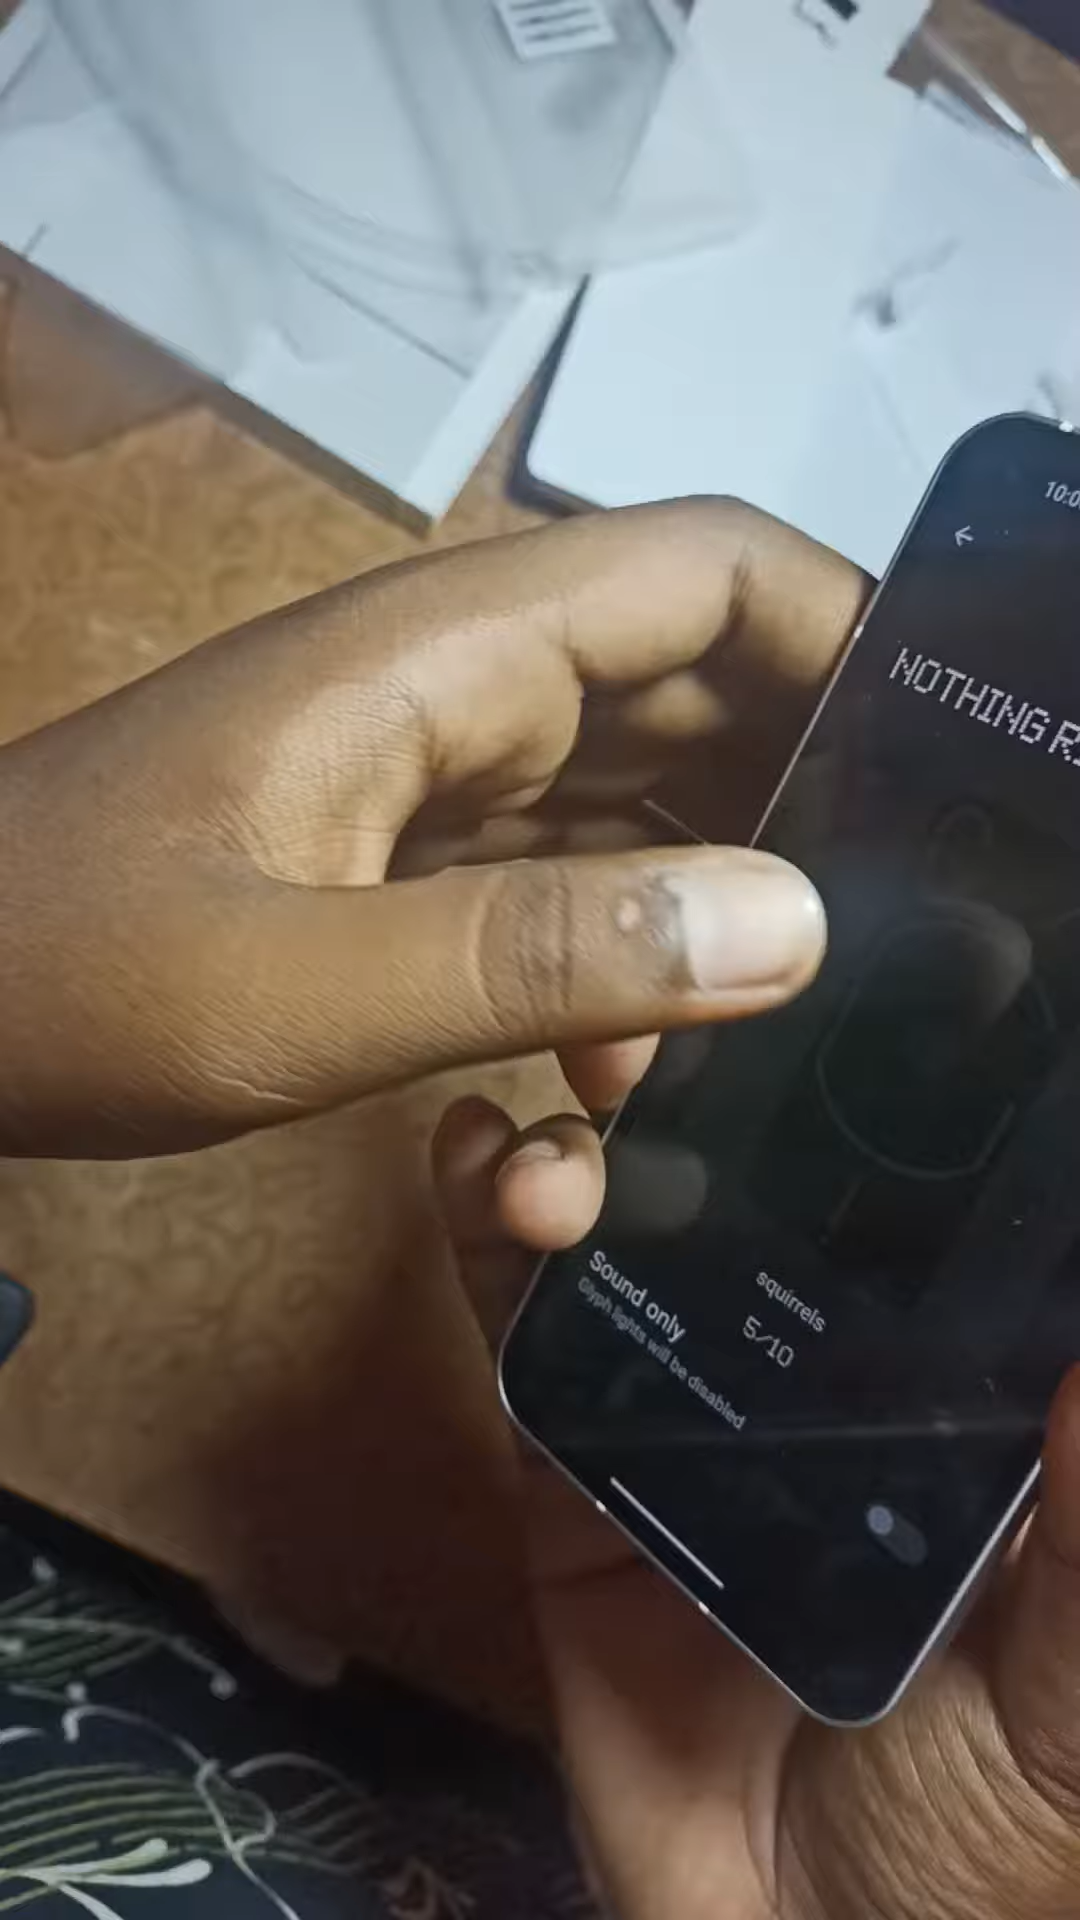 10:0
NOTHING R
squirrels
5/10
Sound only
Glyph lights will be disabled